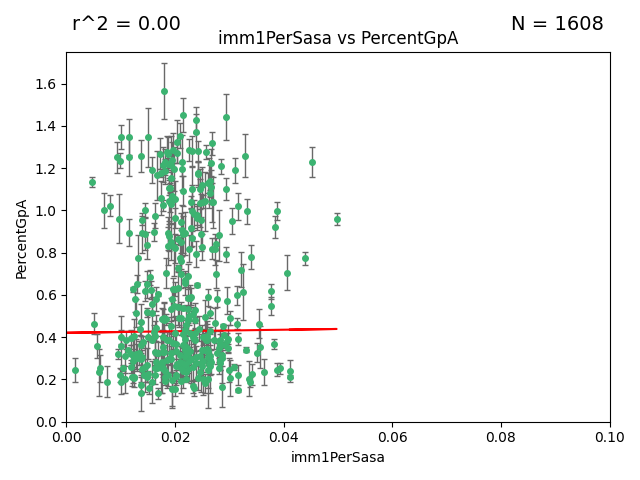 r^2 = 0.00
N = 1608
imm1PerSasa vs PercentGpA
PercentGpA
1.6
1.4
1.2
1.0
0.8
0.6
0.4
0.2
0.0
0.00 0.02 0.04 0.06 0.08 0.10
imm1PerSasa